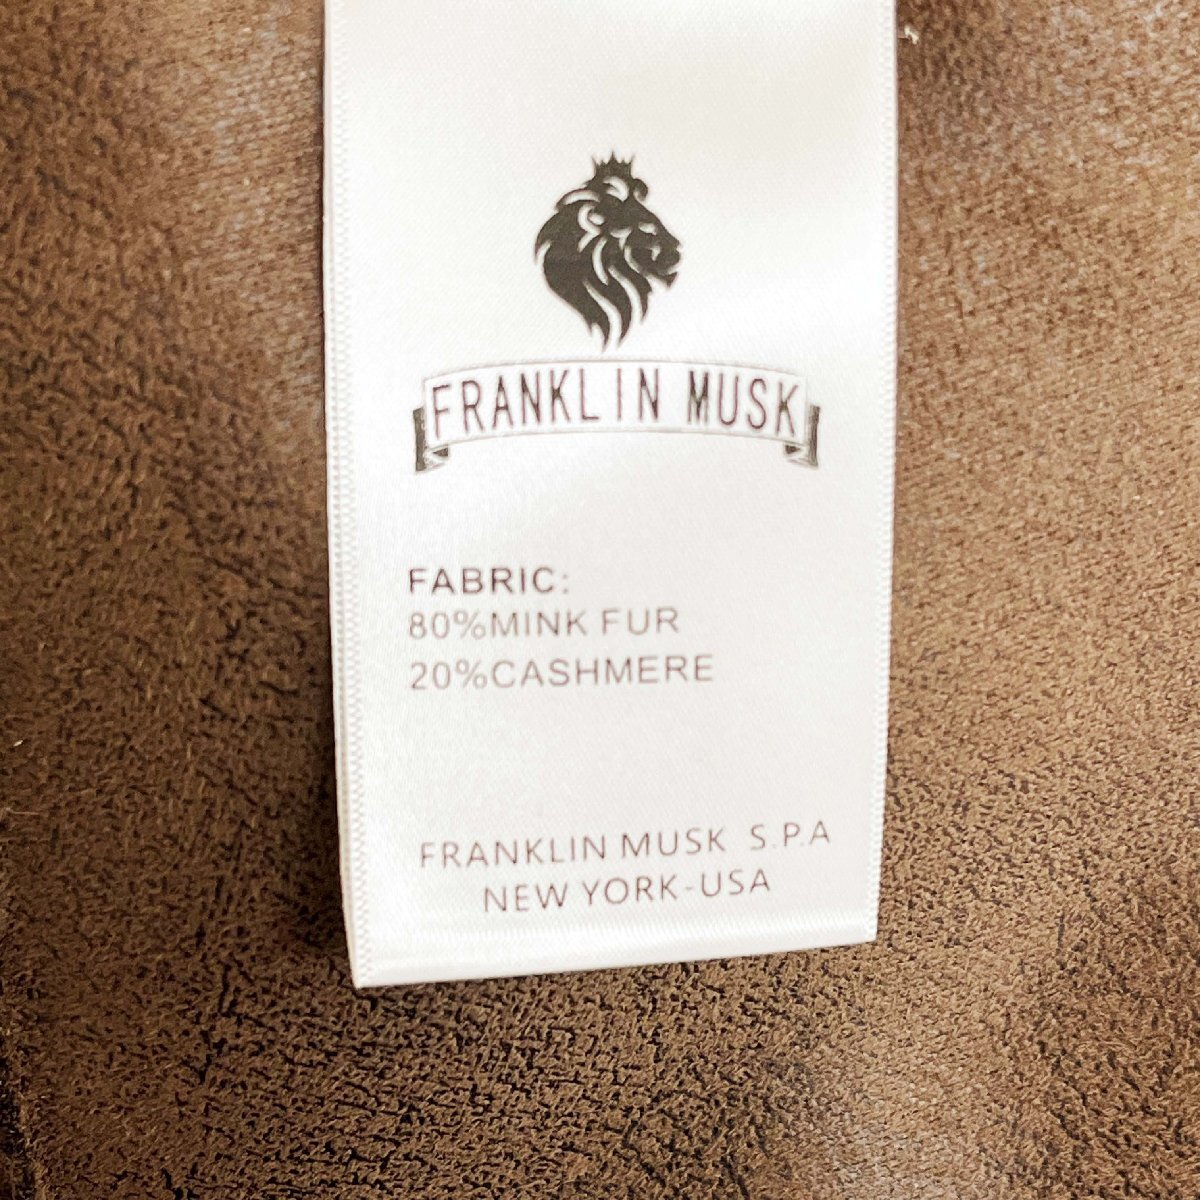 FRANKLIN MUSK
FABRIC:
80%MINK FUR
20%CASHMERE
FRANKLIN MUSK S.P.A
NEW YORK-USA